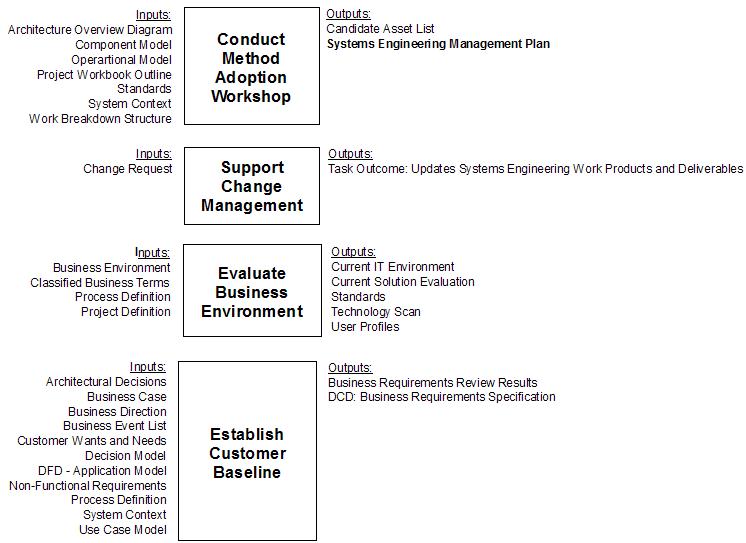 Inputs:
Architecture Overview Diagram
Component Model
Operartional Model
Project Workbook Outline
Standards
System Context
Work Breakdown Structure
Conduct
Method
Adoption
Workshop
Outputs:
Candidate Asset List
Systems Engineering Management Plan
Inputs:
Change Request
Support
Change
Management
Outputs:
Task Outcome: Updates Systems Engineering Work Products and Deliverables
Inputs:
Business Environment
Classified Business Terms
Process Definition
Project Definition
Evaluate
Business
Environment
Outputs:
Current IT Environment
Current Solution Evaluation
Standards
Technology Scan
User Profiles
Inputs:
Architectural Decisions
Business Case
Business Direction
Business Event List
Customer Wants and Needs
Decision Model
DFD - Application Model
Non-Functional Requirements
Process Definition
System Context
Use Case Model
Establish
Customer
Baseline
Outputs:
Business Requirements Review Results
DCD: Business Requirements Specification